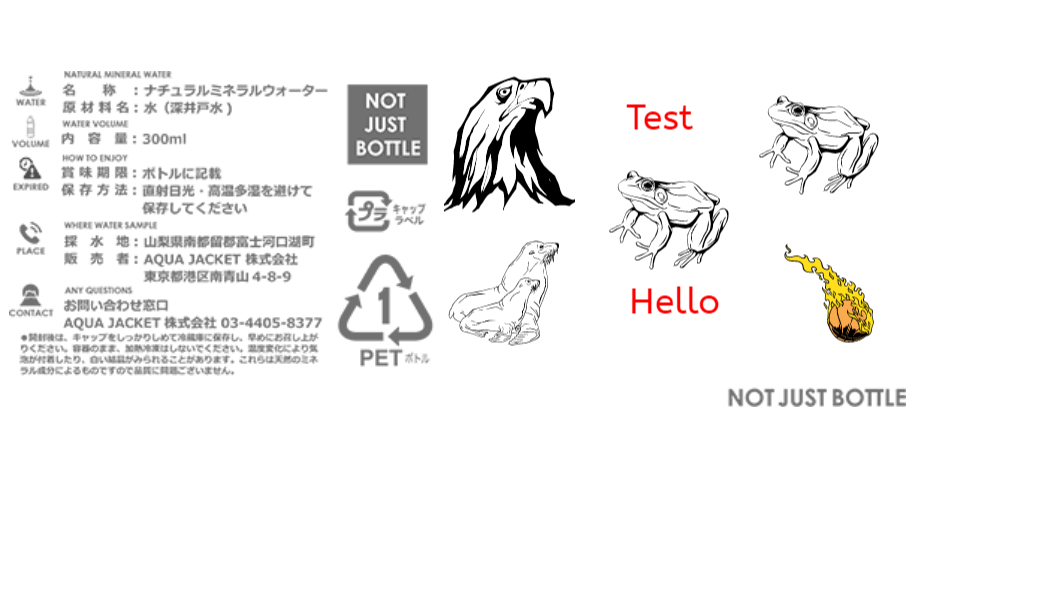 NATURAL MINERAL WATER
WATER
名 称 : ナチュラルミネラルウォーター
原材料名 : 水（深井戸水）
WATER VOLUME
VOLUME
内 容 量 : 300ml
HOW TO ENJOY
EXPIRED
賞味期限 : ボトルに記載
保存方法 : 直射日光・高温多湿を避けて
保存してください
WHERE WATER SAMPLE
PLACE
採 水 地 : 山梨県南都留郡富士河口湖町
販 売 者 : AQUA JACKET 株式会社
東京都港区南青山 4-8-9
ANY QUESTIONS
CONTACT
お問い合わせ窓口
AQUA JACKET 株式会社 03-4405-8377
●開封後は、キャップをしっかりしめて冷蔵庫に保存し、早めにお召し上が
りください。容器のまま、加熱冷凍はしないでください。温度変化により気
泡が付着したり、白い結晶がみられることがあります。これらは天然のミネ
ラル成分によるものですので品質に問題ございません。
NOT
JUST
BOTTLE
プラ
キャップ
ラベル
1
PET ボトル
Test
Hello
NOT JUST BOTTLE